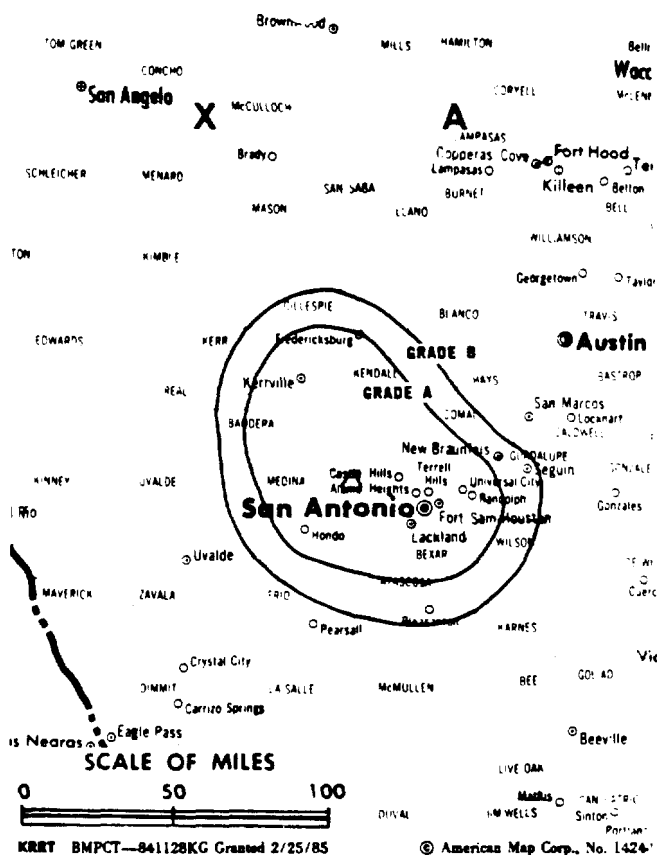 Brownwood
TOM GREEN
MILLS
HAMILTON
CONCHO
San Angelo
McCULLOCH
CORYELL
X
A
LAMPASAS
Brady
Copperas Cove
Fort Hood
Lampasas
SCHLEICHER
MENARD
Killeen
Belton
SAN SABA
BURNET
MASON
LLANO
BELL
WILLIAMSON
KIMBLE
Georgetown
Taylor
GILLESPIE
BLANCO
TRAVIS
EDWARDS
KERR
Fredericksburg
GRADE B
Austin
KENDALL
BASTROP
Kerrville
HAYS
REAL
GRADE A
COMAL
San Marcos
Lockhart
BANDERA
CALDWELL
New Braunfels
GUADALUPE
Castle Hills
Terrell Hills
Seguin
KINNEY
UVALDE
MEDINA
Universal City
Alamo Heights
Randolph
Gonzales
San Antonio
Fort Sam Houston
Lackland
Hondo
WILSON
BEXAR
Uvalde
MAVERICK
ZAVALA
FRIO
ATASCOSA
Pleasanton
Pearsall
KARNES
Crystal City
DIMMIT
LA SALLE
McMULLEN
BEE
GOLIAD
Carrizo Springs
Eagle Pass
Beeville
SCALE OF MILES
LIVE OAK
0 50 100
Mathis
DUVAL
JIM WELLS
Sinton
KRRT BMPCT—841128KG Granted 2/25/85
© American Map Corp., No. 1424